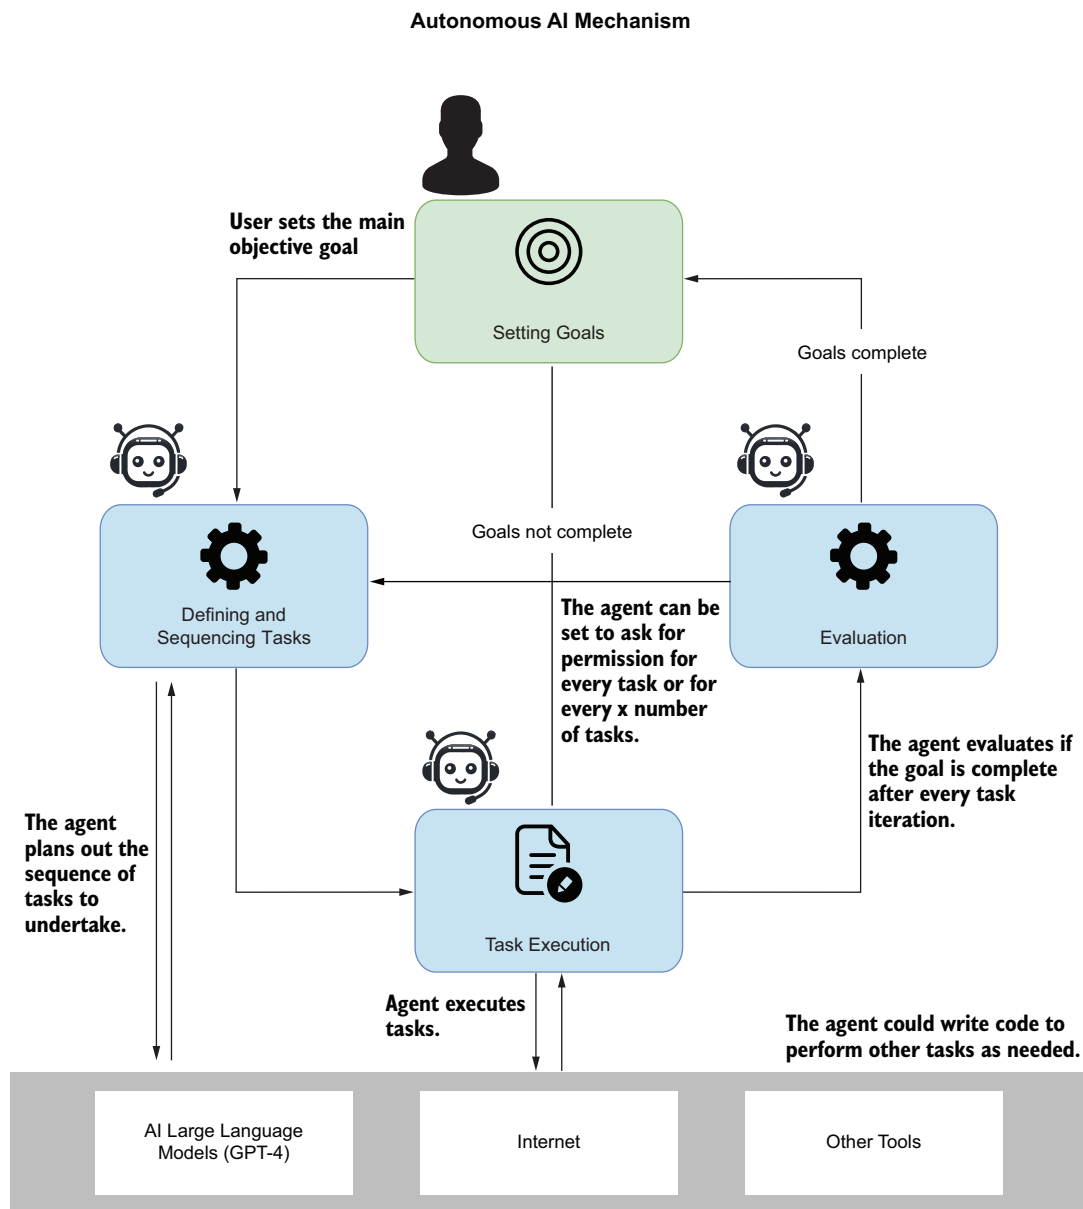 Autonomous AI Mechanism
User sets the main
objective goal
Setting Goals
Goals complete
Goals not complete
Defining and
Sequencing Tasks
Evaluation
The agent can be
set to ask for
permission for
every task or for
every x number
of tasks.
The agent evaluates if
the goal is complete
after every task
iteration.
The agent
plans out the
sequence of
tasks to
undertake.
Task Execution
Agent executes
tasks.
The agent could write code to
perform other tasks as needed.
AI Large Language
Models (GPT-4)
Internet
Other Tools